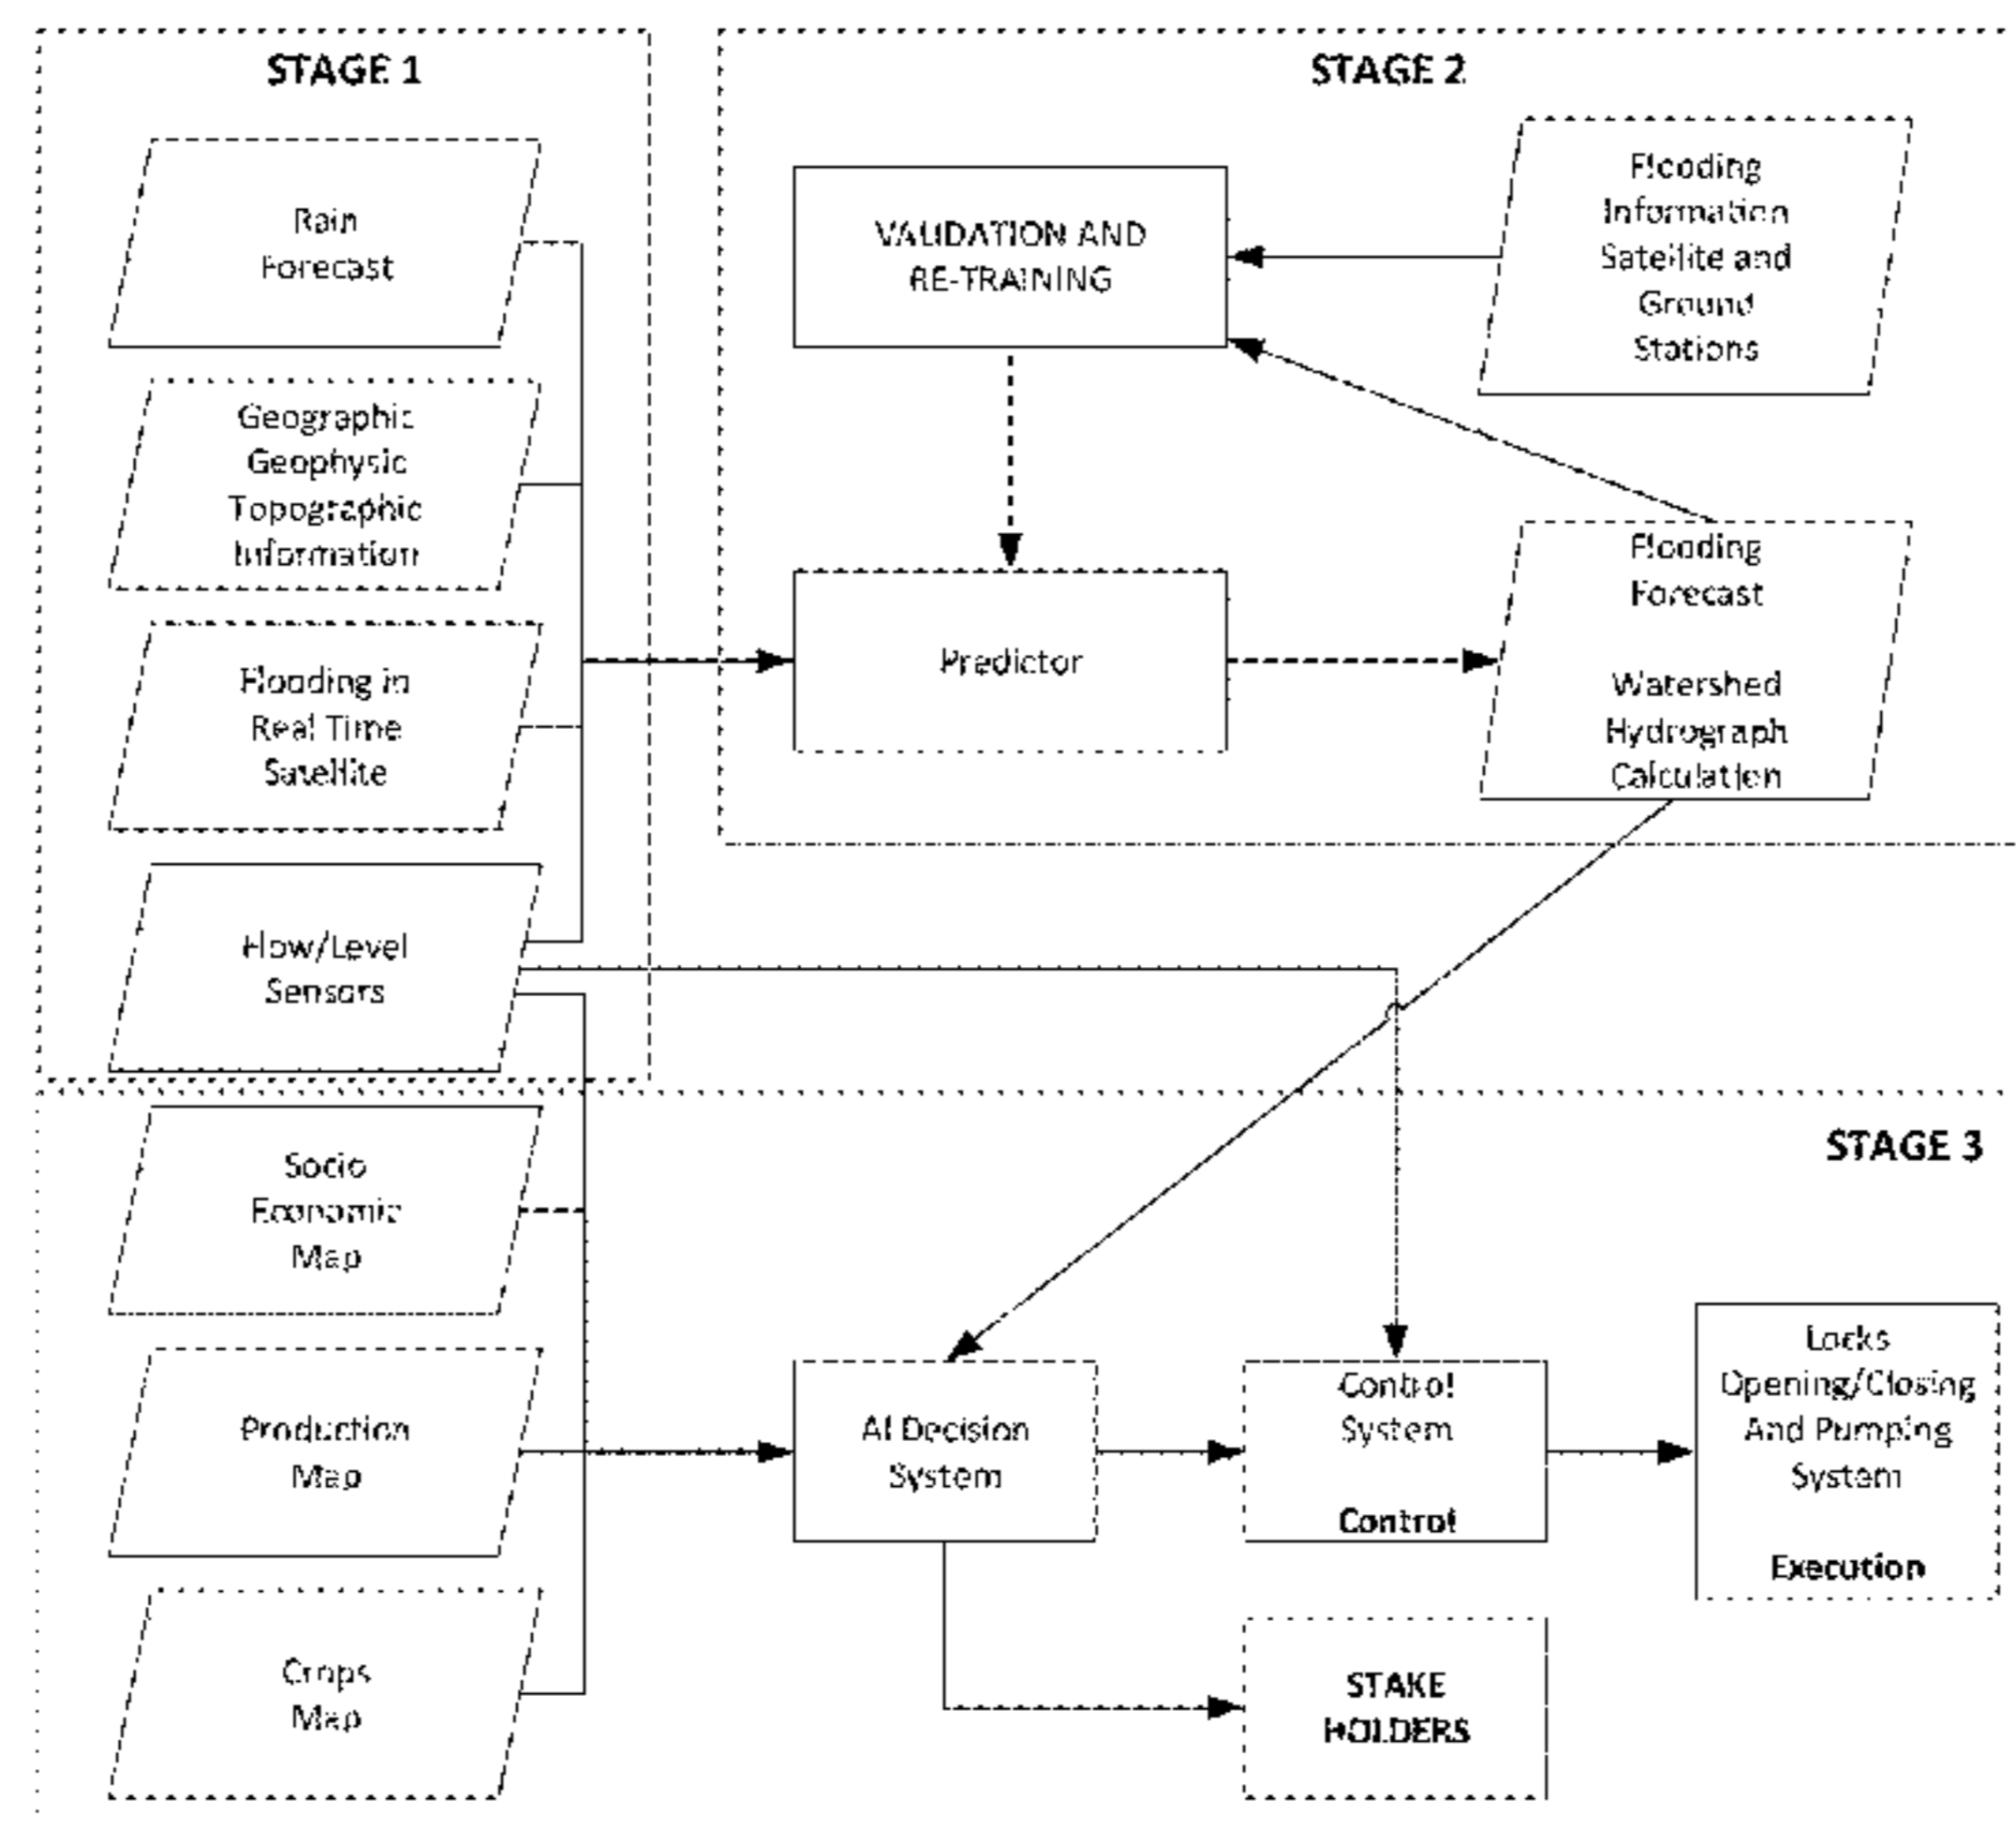 STAGE 1
Rain
Forecast
Geographic
Geophysic
Topographic
Information
Flooding in
Real Time
Satellite
Flow/Level
Sensors
STAGE 2
VALIDATION AND
RE-TRAINING
Flooding
Information
Satellite and
Ground
Stations
Predictor
Flooding
Forecast
Watershed
Hydrograph
Calculation
STAGE 3
Socio
Economic
Map
Production
Map
Crops
Map
AI Decision
System
Control
System
Control
Locks
Opening/Closing
And Pumping
System
Execution
STAKE
HOLDERS